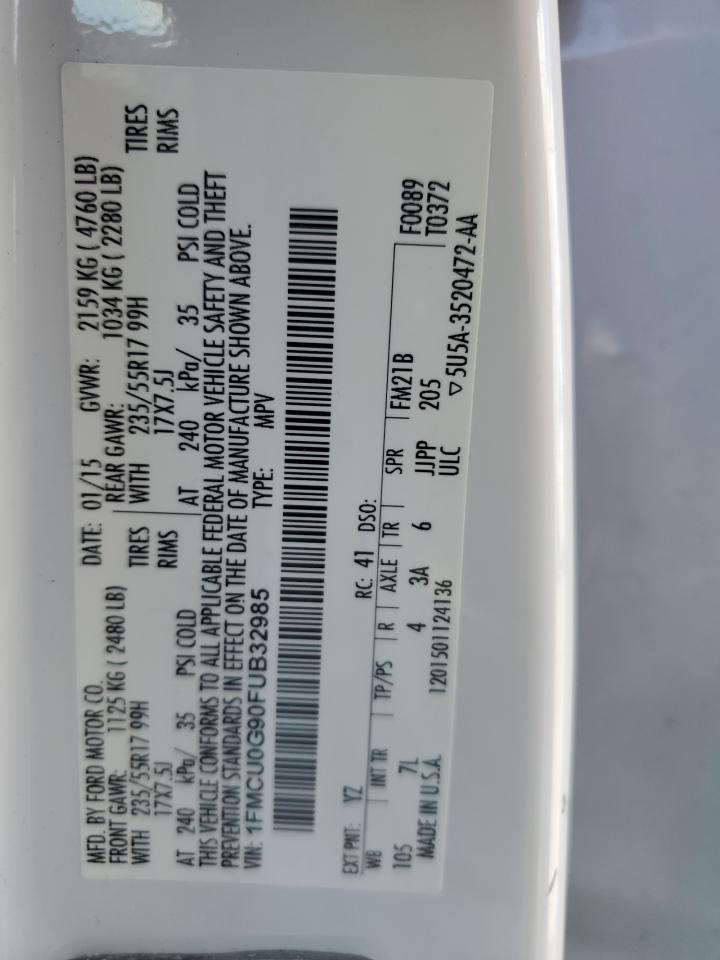 MFD. BY FORD MOTOR CO. DATE: 01/15 GVWR: 2159 KG ( 4760 LB)
FRONT GAWR: 1125 KG ( 2480 LB) REAR GAWR: 1034 KG ( 2280 LB)
WITH 235/55R17 99H TIRES WITH 235/55R17 99H TIRES
17X7.5J RIMS 17X7.5J RIMS
AT 240 kPa/ 35 PSI COLD AT 240 kPa/ 35 PSI COLD
THIS VEHICLE CONFORMS TO ALL APPLICABLE FEDERAL MOTOR VEHICLE SAFETY AND THEFT
PREVENTION STANDARDS IN EFFECT ON THE DATE OF MANUFACTURE SHOWN ABOVE.
VIN: 1FMCU0G90FUB32985 TYPE: MPV
EXT PNT: YZ RC: 41 DSO:
WB INT TR TP/PS R AXLE TR SPR FM21B F0089
105 7L 4 3A 6 JJPP 205 T0372
MADE IN U.S.A. 1201501124136 ULC ▽5U5A-3520472-AA